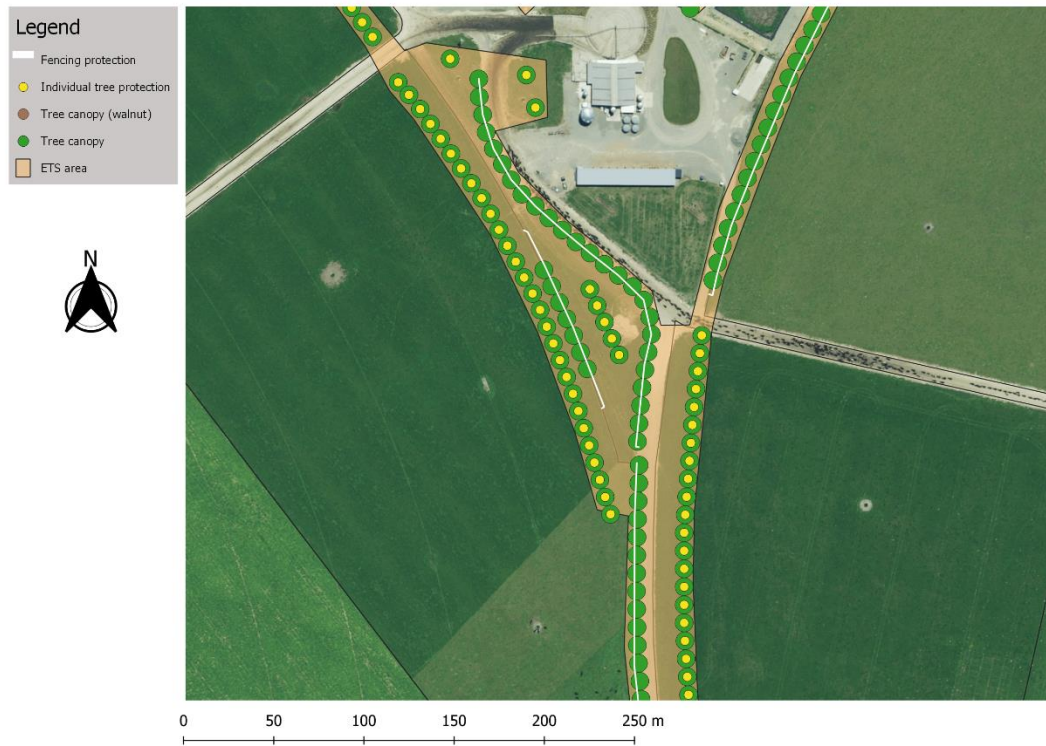 Legend
Fencing protection
Individual tree protection
Tree canopy (walnut)
Tree canopy
ETS area
N
0 50 100 150 200 250 m